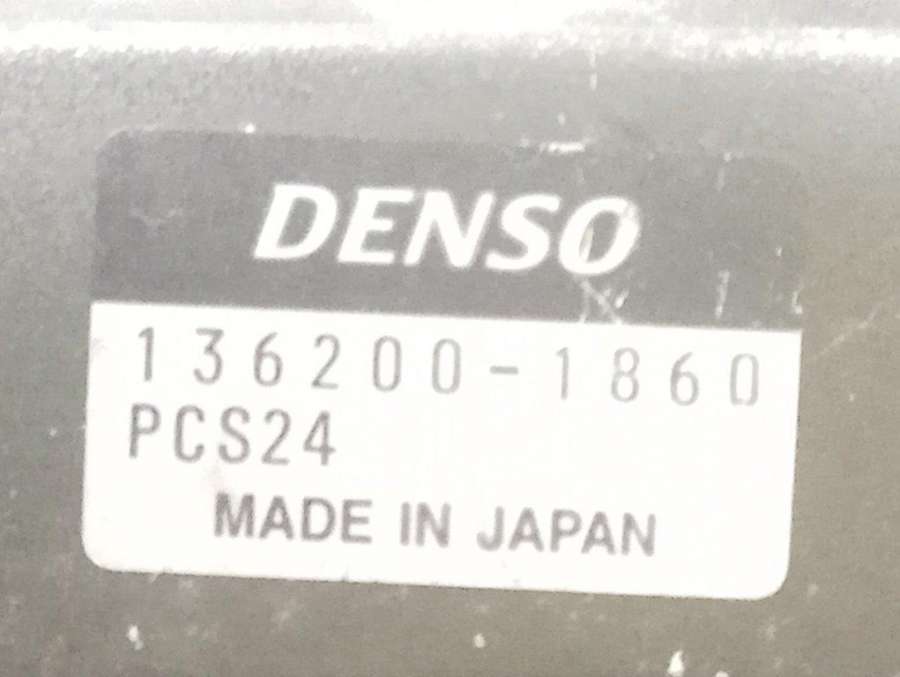 DENSO
136200-1860
PCS24
MADE IN JAPAN